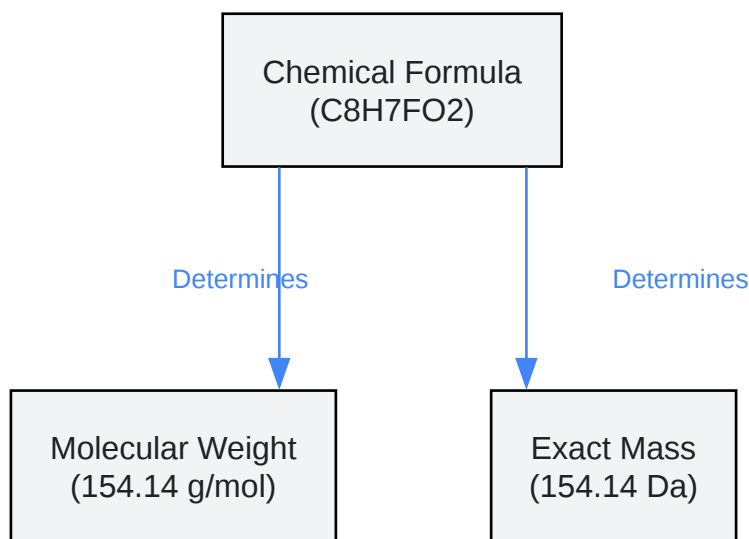 Chemical Formula
(C8H7FO2)
Determines
Determines
Molecular Weight
(154.14 g/mol)
Exact Mass
(154.14 Da)